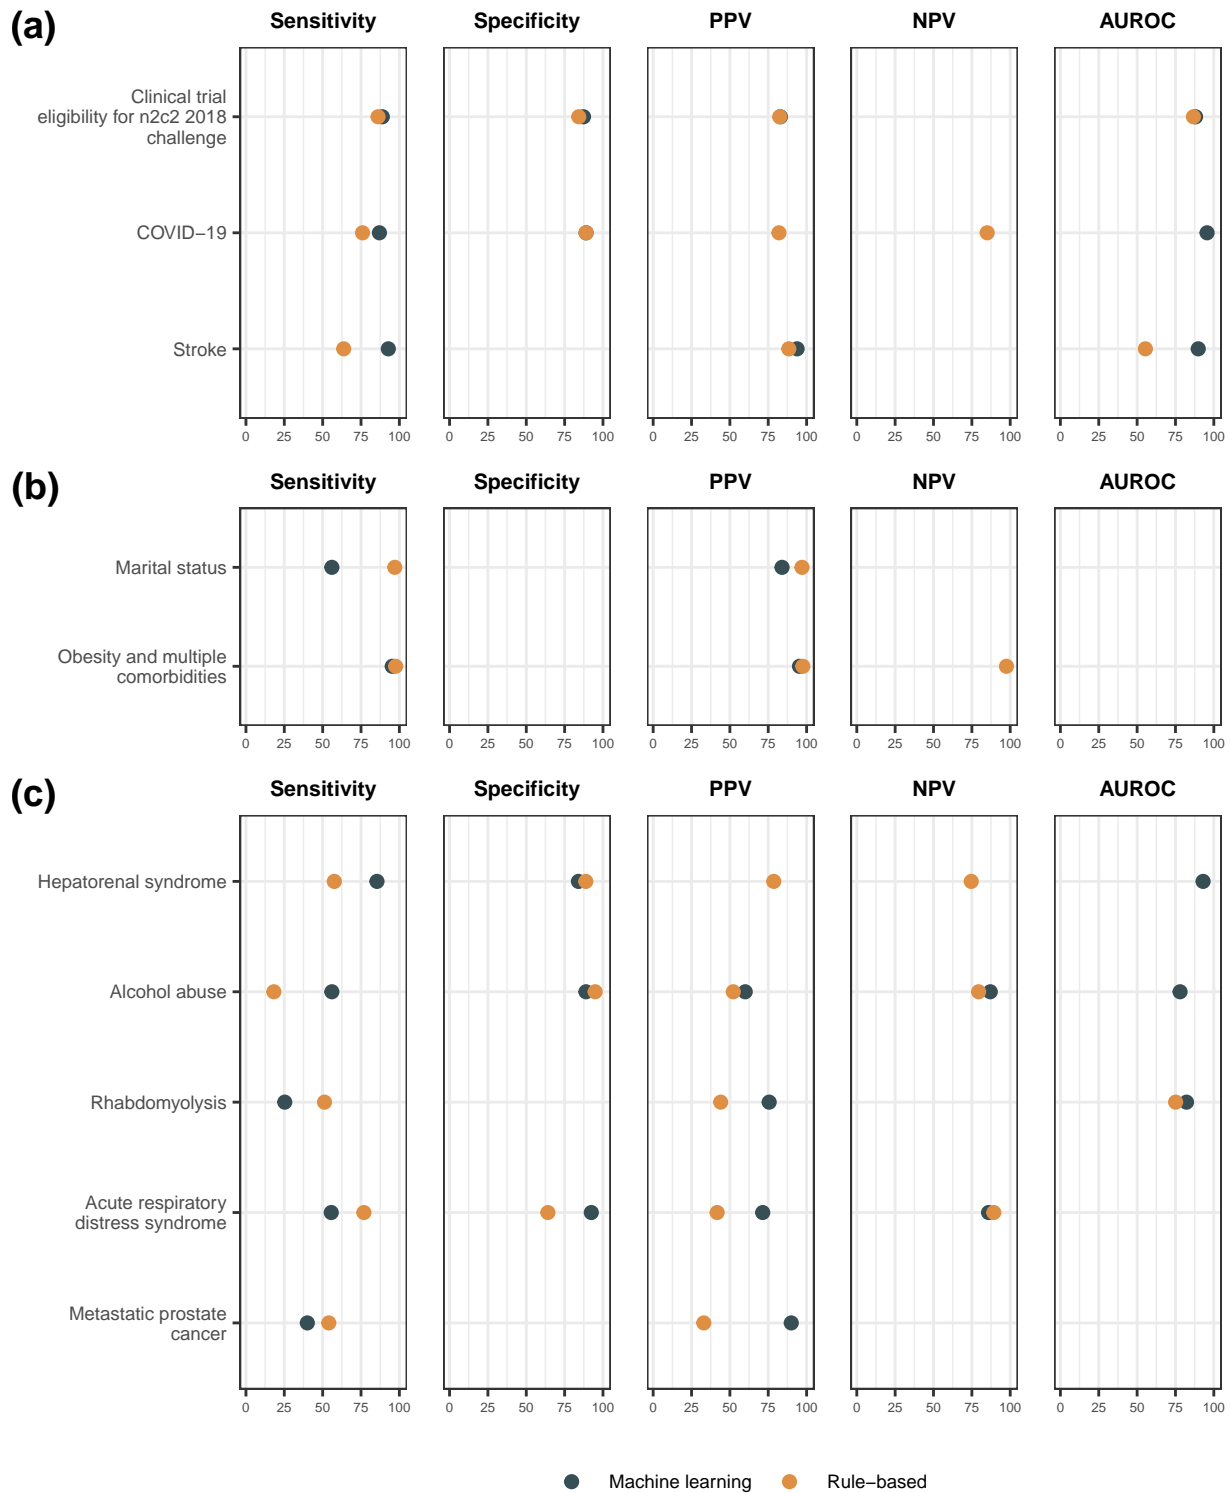 (a)
Sensitivity Specificity PPV NPV AUROC
Clinical trial
eligibility for n2c2 2018
challenge
COVID−19
Stroke
0 25 50 75 100 0 25 50 75 100 0 25 50 75 100 0 25 50 75 100 0 25 50 75 100
(b)
Sensitivity Specificity PPV NPV AUROC
Marital status
Obesity and multiple
comorbidities
0 25 50 75 100 0 25 50 75 100 0 25 50 75 100 0 25 50 75 100 0 25 50 75 100
(c)
Sensitivity Specificity PPV NPV AUROC
Hepatorenal syndrome
Alcohol abuse
Rhabdomyolysis
Acute respiratory
distress syndrome
Metastatic prostate
cancer
0 25 50 75 100 0 25 50 75 100 0 25 50 75 100 0 25 50 75 100 0 25 50 75 100
Machine learning Rule−based